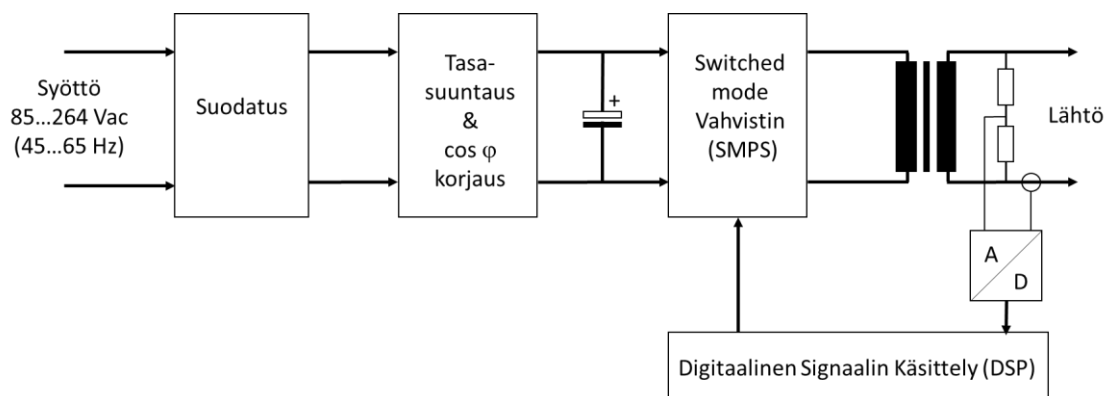 Syöttö
85...264 Vac
(45...65 Hz)
Suodatus
Tasa-
suuntaus
&
cos φ
korjaus
+
Switched
mode
Vahvistin
(SMPS)
Lähtö
A
D
Digitaalinen Signaalin Käsittely (DSP)